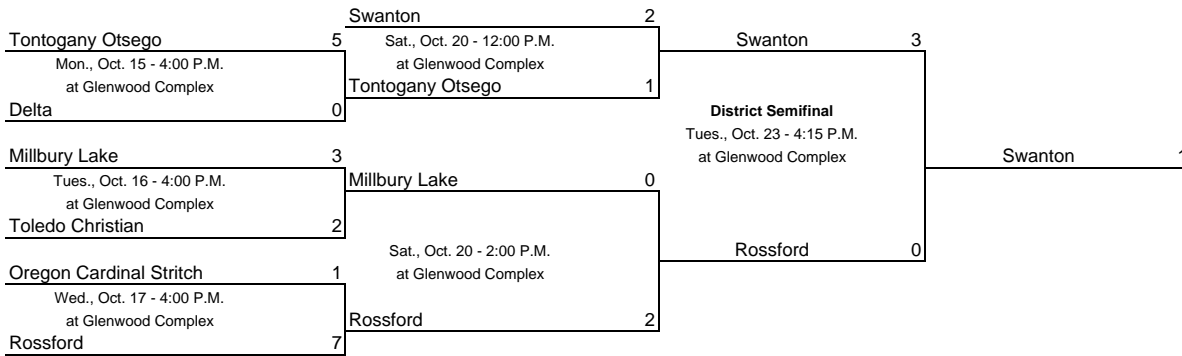 Swanton 2
Tontogany Otsego 5
Sat., Oct. 20 - 12:00 P.M.
Swanton 3
Mon., Oct. 15 - 4:00 P.M.
at Glenwood Complex
at Glenwood Complex
Tontogany Otsego 1
Delta 0
District Semifinal
Tues., Oct. 23 - 4:15 P.M.
at Glenwood Complex
Swanton 1
Millbury Lake 3
Tues., Oct. 16 - 4:00 P.M.
at Glenwood Complex
Millbury Lake 0
Toledo Christian 2
Sat., Oct. 20 - 2:00 P.M.
at Glenwood Complex
Rossford 0
Oregon Cardinal Stritch 1
Wed., Oct. 17 - 4:00 P.M.
at Glenwood Complex
Rossford 2
Rossford 7